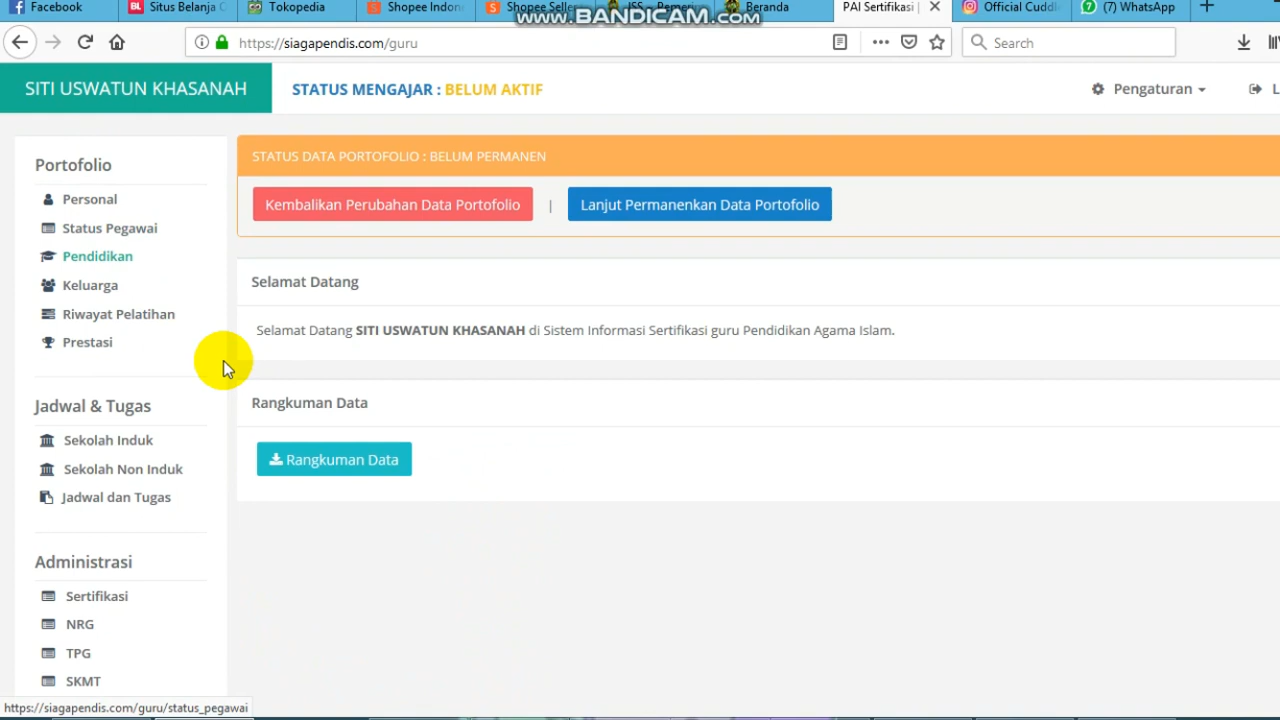 Facebook
Situs Belanja O
Tokopedia
Shopee Indon
Shopee Seller
JSS - Pemerin
Beranda
PAI Sertifikasi |
Official Cuddl
(7) WhatsApp
www.BANDICAM.com
https://siagapendis.com/guru
Search
SITI USWATUN KHASANAH
STATUS MENGAJAR : BELUM AKTIF
Pengaturan
L
Portofolio
Personal
Status Pegawai
Pendidikan
Keluarga
Riwayat Pelatihan
Prestasi
Jadwal & Tugas
Sekolah Induk
Sekolah Non Induk
Jadwal dan Tugas
Administrasi
Sertifikasi
NRG
TPG
SKMT
STATUS DATA PORTOFOLIO : BELUM PERMANEN
Kembalikan Perubahan Data Portofolio | Lanjut Permanenkan Data Portofolio
Selamat Datang
Selamat Datang SITI USWATUN KHASANAH di Sistem Informasi Sertifikasi guru Pendidikan Agama Islam.
Rangkuman Data
Rangkuman Data
https://siagapendis.com/guru/status_pegawai